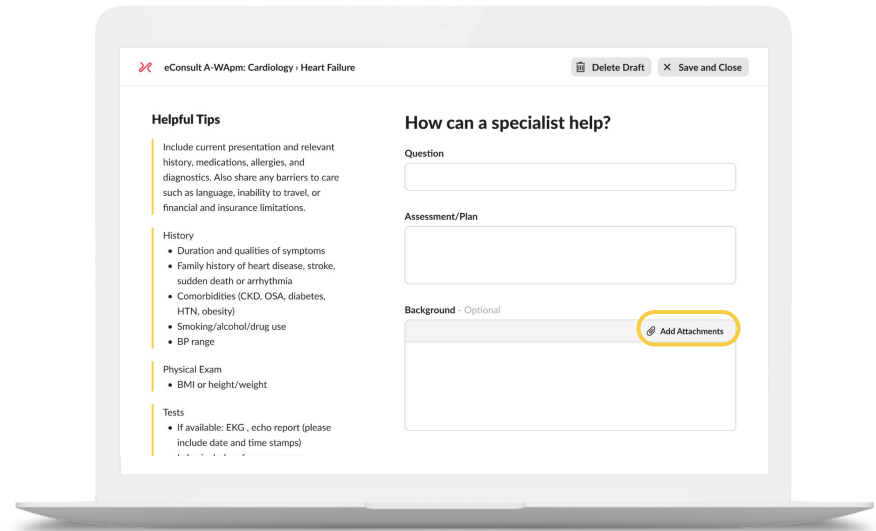 eConsult A-WApm: Cardiology › Heart Failure
Delete Draft
Save and Close
Helpful Tips
Include current presentation and relevant
history, medications, allergies, and
diagnostics. Also share any barriers to care
such as language, inability to travel, or
financial and insurance limitations.
History
• Duration and qualities of symptoms
• Family history of heart disease, stroke,
sudden death or arrhythmia
• Comorbidities (CKD, OSA, diabetes,
HTN, obesity)
• Smoking/alcohol/drug use
• BP range
Physical Exam
• BMI or height/weight
Tests
• If available: EKG , echo report (please
include date and time stamps)
How can a specialist help?
Question
Assessment/Plan
Background - Optional
Add Attachments